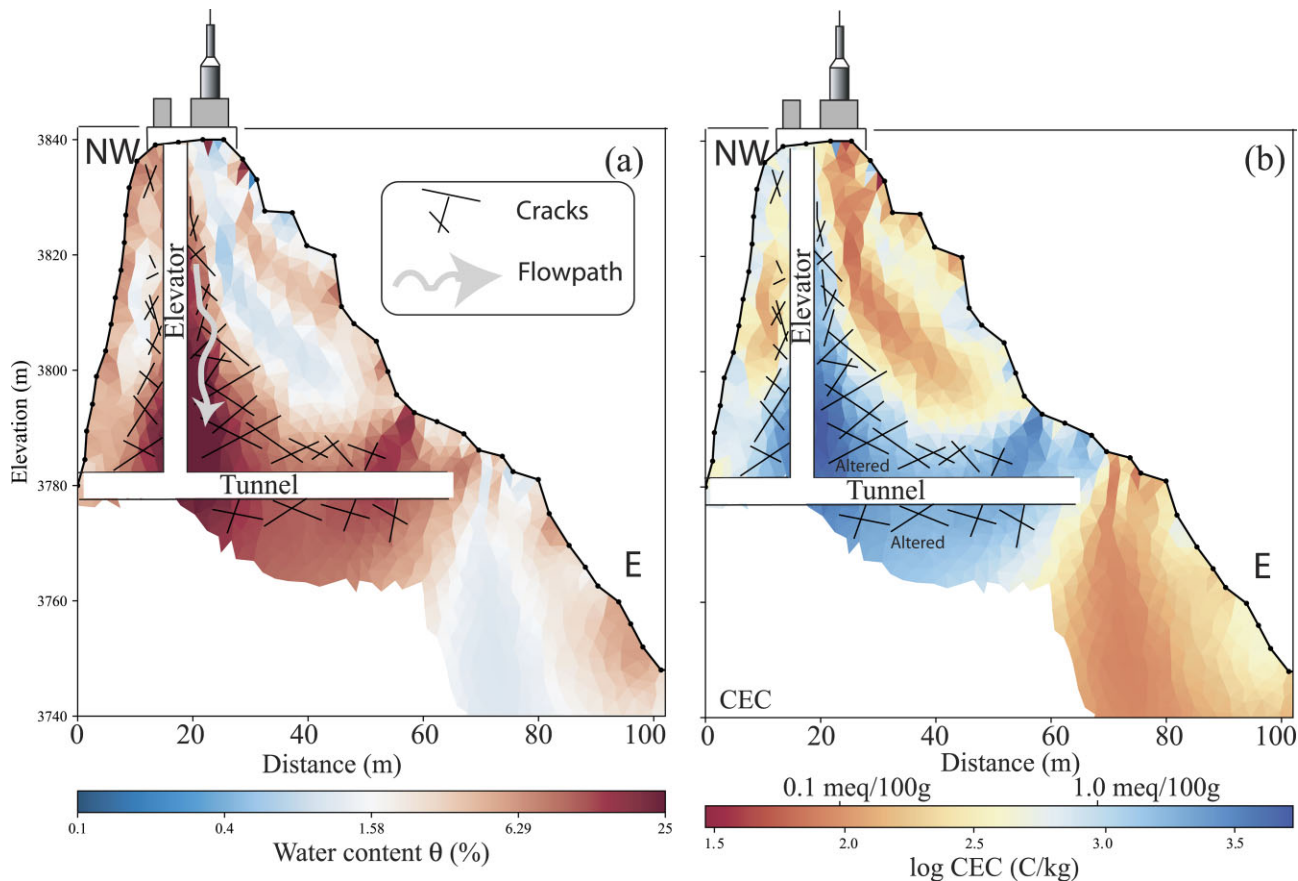 NW
(a)
Cracks
Flowpath
Elevator
Tunnel
E
3840
3820
3800
3780
3760
3740
Elevation (m)
0
20
40
60
80
100
Distance (m)
0.1
0.4
1.58
6.29
25
Water content θ (%)
NW
(b)
Elevator
Altered
Tunnel
Altered
E
CEC
0
20
40
60
80
100
Distance (m)
0.1 meq/100g
1.0 meq/100g
1.5
2.0
2.5
3.0
3.5
log CEC (C/kg)